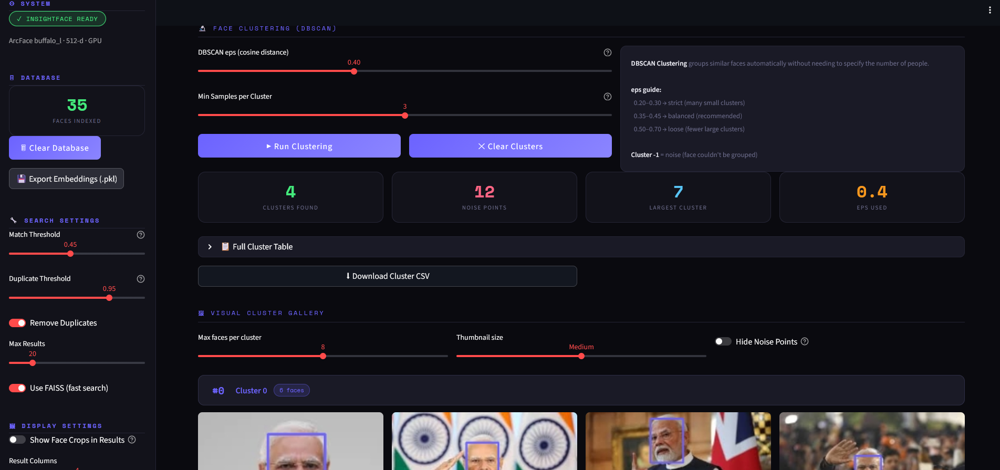 SYSTEM
✓ INSIGHTFACE READY
ArcFace buffalo_l · 512-d · GPU
DATABASE
35
FACES INDEXED
Clear Database
Export Embeddings (.pkl)
SEARCH SETTINGS
Match Threshold
0.45
Duplicate Threshold
0.95
Remove Duplicates
Max Results
20
Use FAISS (fast search)
DISPLAY SETTINGS
Show Face Crops in Results
Result Columns
FACE CLUSTERING (DBSCAN)
DBSCAN eps (cosine distance)
0.40
Min Samples per Cluster
3
▶ Run Clustering
✕ Clear Clusters
DBSCAN Clustering groups similar faces automatically without needing to specify the number of people.
eps guide:
0.20–0.30 → strict (many small clusters)
0.35–0.45 → balanced (recommended)
0.50–0.70 → loose (fewer large clusters)
Cluster -1 = noise (face couldn't be grouped)
4
CLUSTERS FOUND
12
NOISE POINTS
7
LARGEST CLUSTER
0.4
EPS USED
Full Cluster Table
⬇ Download Cluster CSV
VISUAL CLUSTER GALLERY
Max faces per cluster
8
Thumbnail size
Medium
Hide Noise Points
#0 Cluster 0 6 faces